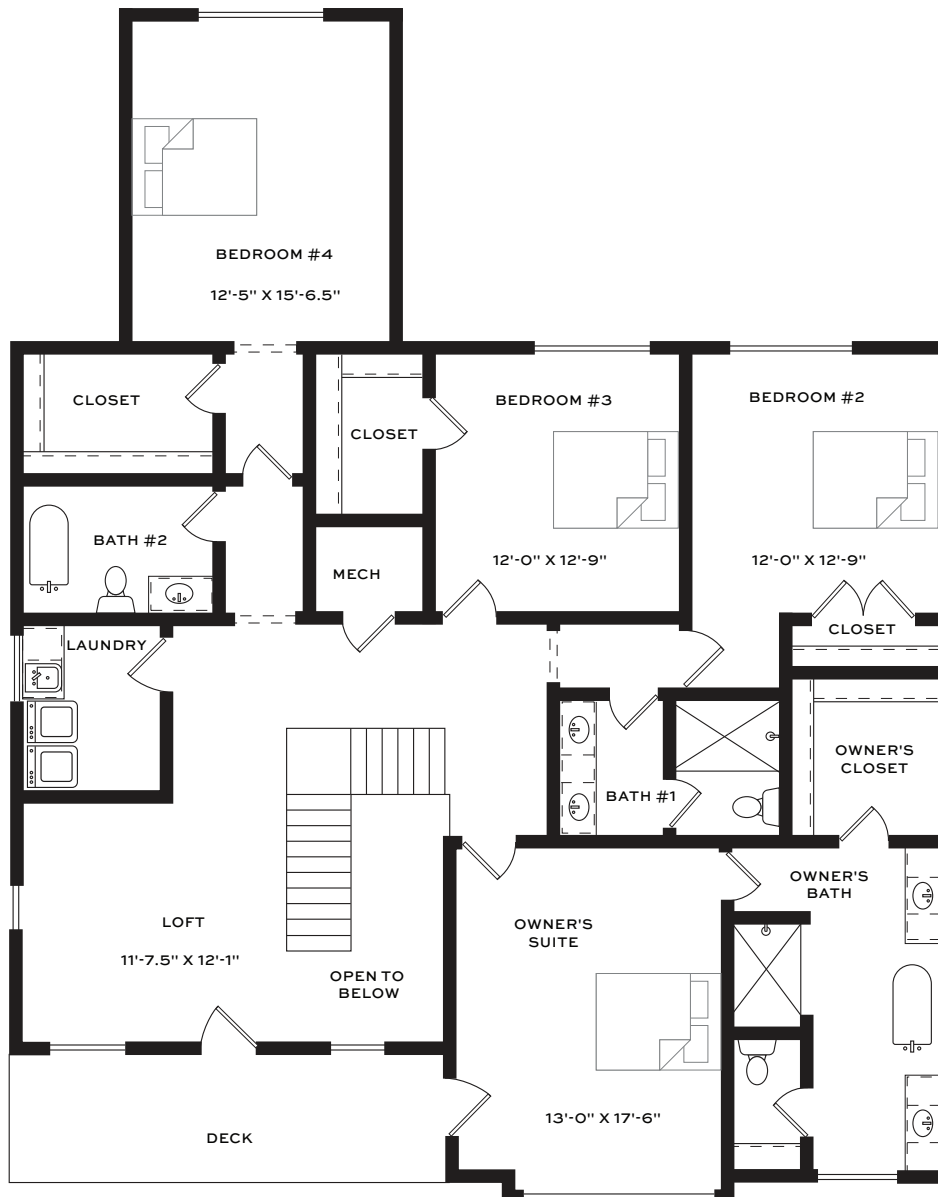 BEDROOM #4
12'-5" X 15'-6.5"
CLOSET
CLOSET
BEDROOM #3
BEDROOM #2
BATH #2
MECH
12'-0" X 12'-9"
12'-0" X 12'-9"
LAUNDRY
CLOSET
OWNER'S
CLOSET
BATH #1
OWNER'S
BATH
LOFT
11'-7.5" X 12'-1"
OWNER'S
SUITE
OPEN TO
BELOW
13'-0" X 17'-6"
DECK